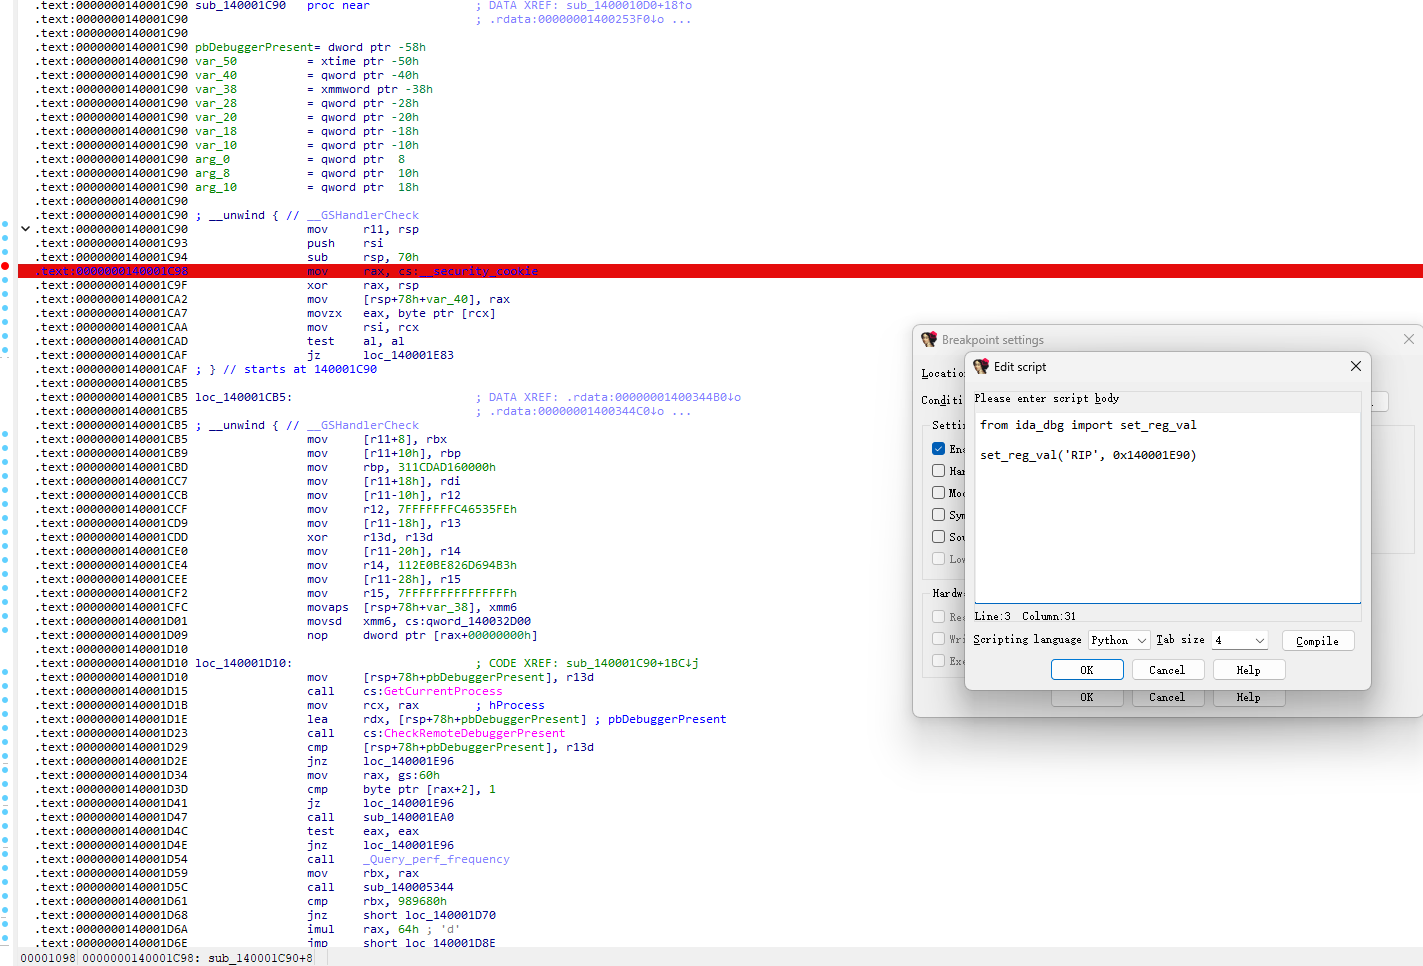 .text:0000000140001C90 sub_140001C90   proc near               ; DATA XREF: sub_1400010D0+18↑o
.text:0000000140001C90                                         ; .rdata:00000001400253F0↓o ...
.text:0000000140001C90
.text:0000000140001C90 pbDebuggerPresent= dword ptr -58h
.text:0000000140001C90 var_50          = xtime ptr -50h
.text:0000000140001C90 var_40          = qword ptr -40h
.text:0000000140001C90 var_38          = xmmword ptr -38h
.text:0000000140001C90 var_28          = qword ptr -28h
.text:0000000140001C90 var_20          = qword ptr -20h
.text:0000000140001C90 var_18          = qword ptr -18h
.text:0000000140001C90 var_10          = qword ptr -10h
.text:0000000140001C90 arg_0           = qword ptr  8
.text:0000000140001C90 arg_8           = qword ptr  10h
.text:0000000140001C90 arg_10          = qword ptr  18h
.text:0000000140001C90
.text:0000000140001C90 ; __unwind { // __GSHandlerCheck
.text:0000000140001C90                 mov     r11, rsp
.text:0000000140001C93                 push    rsi
.text:0000000140001C94                 sub     rsp, 70h
.text:0000000140001C98                 mov     rax, cs:__security_cookie
.text:0000000140001C9F                 xor     rax, rsp
.text:0000000140001CA2                 mov     [rsp+78h+var_40], rax
.text:0000000140001CA7                 movzx   eax, byte ptr [rcx]
.text:0000000140001CAA                 mov     rsi, rcx
.text:0000000140001CAD                 test    al, al
.text:0000000140001CAF                 jz      loc_140001E83
.text:0000000140001CAF ; } // starts at 140001C90
.text:0000000140001CB5
.text:0000000140001CB5 loc_140001CB5:                          ; DATA XREF: .rdata:00000001400344B0↓o
.text:0000000140001CB5                                         ; .rdata:00000001400344C0↓o ...
.text:0000000140001CB5 ; __unwind { // __GSHandlerCheck
.text:0000000140001CB5                 mov     [r11+8], rbx
.text:0000000140001CB9                 mov     [r11+10h], rbp
.text:0000000140001CBD                 mov     rbp, 311CDAD160000h
.text:0000000140001CC7                 mov     [r11+18h], rdi
.text:0000000140001CCB                 mov     [r11-10h], r12
.text:0000000140001CCF                 mov     r12, 7FFFFFFFC46535FEh
.text:0000000140001CD9                 mov     [r11-18h], r13
.text:0000000140001CDD                 xor     r13d, r13d
.text:0000000140001CE0                 mov     [r11-20h], r14
.text:0000000140001CE4                 mov     r14, 112E0BE826D694B3h
.text:0000000140001CEE                 mov     [r11-28h], r15
.text:0000000140001CF2                 mov     r15, 7FFFFFFFFFFFFFFFh
.text:0000000140001CFC                 movaps  [rsp+78h+var_38], xmm6
.text:0000000140001D01                 movsd   xmm6, cs:qword_140032D00
.text:0000000140001D09                 nop     dword ptr [rax+00000000h]
.text:0000000140001D10
.text:0000000140001D10 loc_140001D10:                          ; CODE XREF: sub_140001C90+1BC↓j
.text:0000000140001D10                 mov     [rsp+78h+pbDebuggerPresent], r13d
.text:0000000140001D15                 call    cs:GetCurrentProcess
.text:0000000140001D1B                 mov     rcx, rax        ; hProcess
.text:0000000140001D1E                 lea     rdx, [rsp+78h+pbDebuggerPresent] ; pbDebuggerPresent
.text:0000000140001D23                 call    cs:CheckRemoteDebuggerPresent
.text:0000000140001D29                 cmp     [rsp+78h+pbDebuggerPresent], r13d
.text:0000000140001D2E                 jnz     loc_140001E96
.text:0000000140001D34                 mov     rax, gs:60h
.text:0000000140001D3D                 cmp     byte ptr [rax+2], 1
.text:0000000140001D41                 jz      loc_140001E96
.text:0000000140001D47                 call    sub_140001EA0
.text:0000000140001D4C                 test    eax, eax
.text:0000000140001D4E                 jnz     loc_140001E96
.text:0000000140001D54                 call    _Query_perf_frequency
.text:0000000140001D59                 mov     rbx, rax
.text:0000000140001D5C                 call    sub_140005344
.text:0000000140001D61                 cmp     rbx, 989680h
.text:0000000140001D68                 jnz     short loc_140001D70
.text:0000000140001D6A                 imul    rax, 64h ; 'd'
.text:0000000140001D6E                 jmp     short loc_140001D8E
00001098 0000000140001C98: sub_140001C90+8
Breakpoint settings
Edit script
Please enter script body
from ida_dbg import set_reg_val
set_reg_val('RIP', 0x140001E90)
Line:3 Column:31
Scripting language Python Tab size 4 Compile
OK Cancel Help
OK Cancel Help